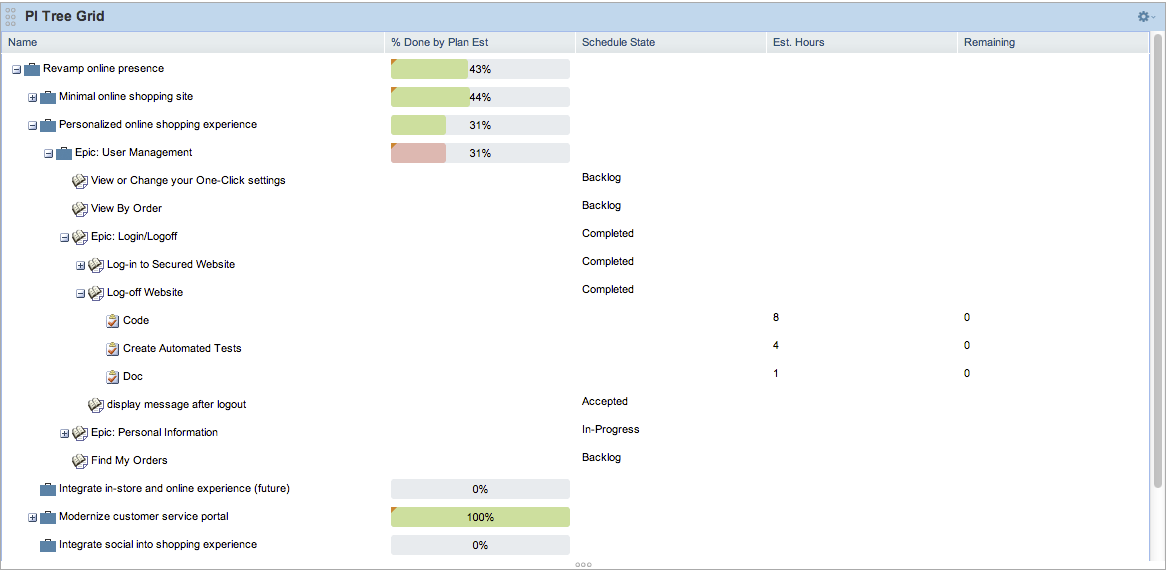 PI Tree Grid
Name % Done by Plan Est Schedule State Est. Hours Remaining
Revamp online presence 43%
Minimal online shopping site 44%
Personalized online shopping experience 31%
Epic: User Management 31%
View or Change your One-Click settings Backlog
View By Order Backlog
Epic: Login/Logoff Completed
Log-in to Secured Website Completed
Log-off Website Completed
Code 8 0
Create Automated Tests 4 0
Doc 1 0
display message after logout Accepted
Epic: Personal Information In-Progress
Find My Orders Backlog
Integrate in-store and online experience (future) 0%
Modernize customer service portal 100%
Integrate social into shopping experience 0%